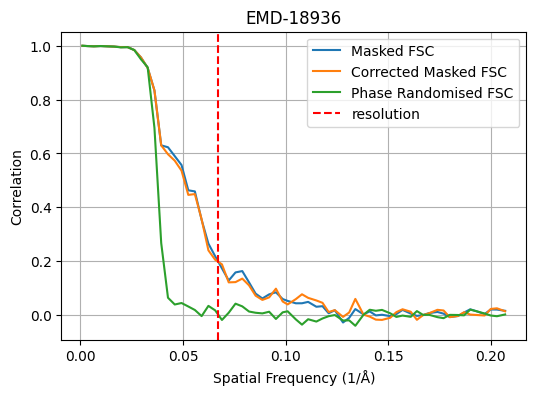 EMD-18936
Masked FSC
Corrected Masked FSC
Phase Randomised FSC
resolution
Correlation
1.0
0.8
0.6
0.4
0.2
0.0
0.00 0.05 0.10 0.15 0.20
Spatial Frequency (1/Å)